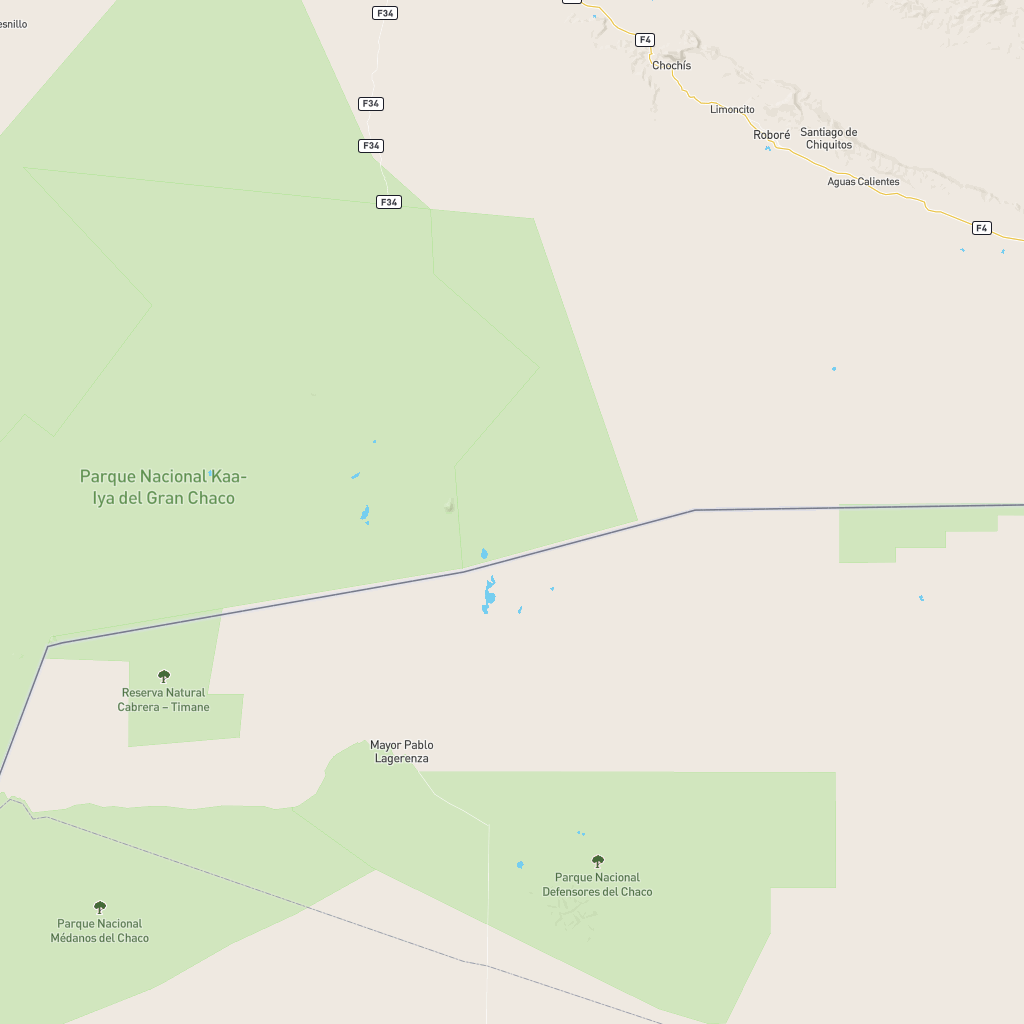 F34
F4
Chochís
F34
Limoncito
Roboré
Santiago de
Chiquitos
F34
Aguas Calientes
F34
F4
Parque Nacional Kaa-
Iya del Gran Chaco
Reserva Natural
Cabrera – Timane
Mayor Pablo
Lagerenza
Parque Nacional
Defensores del Chaco
Parque Nacional
Médanos del Chaco